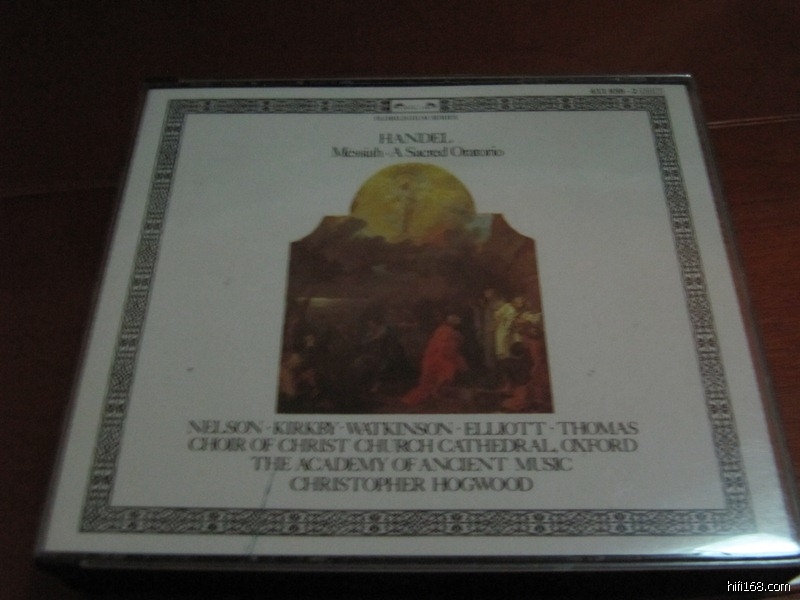 HANDEL
Messiah-A Sacred Oratorio
NELSON-KIRKBY-WATKINSON-ELLIOTT-THOMAS
CHOIR OF CHRIST CHURCH CATHEDRAL, OXFORD
THE ACADEMY OF ANCIENT MUSIC
CHRISTOPHER HOGWOOD
hifi168.com